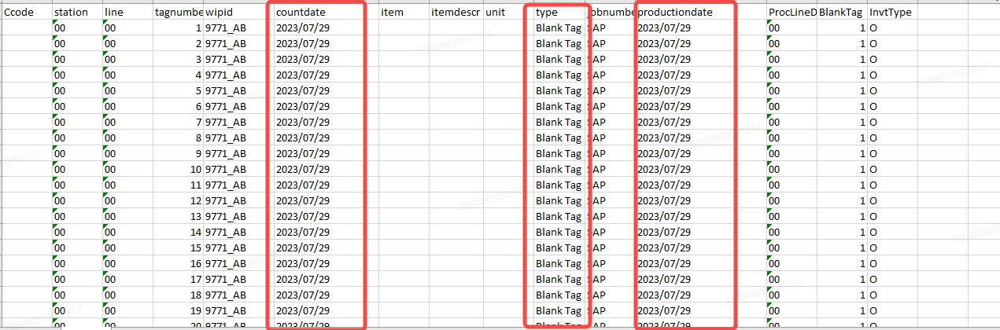 Ccode station line tagnumbe wipid countdate item itemdescr unit type jobnumbe productiondate ProcLineD BlankTag InvtType
00 00 1 9771_AB 2023/07/29 Blank Tag SAP 2023/07/29 00 1 O
00 00 2 9771_AB 2023/07/29 Blank Tag SAP 2023/07/29 00 1 O
00 00 3 9771_AB 2023/07/29 Blank Tag SAP 2023/07/29 00 1 O
00 00 4 9771_AB 2023/07/29 Blank Tag SAP 2023/07/29 00 1 O
00 00 5 9771_AB 2023/07/29 Blank Tag SAP 2023/07/29 00 1 O
00 00 6 9771_AB 2023/07/29 Blank Tag SAP 2023/07/29 00 1 O
00 00 7 9771_AB 2023/07/29 Blank Tag SAP 2023/07/29 00 1 O
00 00 8 9771_AB 2023/07/29 Blank Tag SAP 2023/07/29 00 1 O
00 00 9 9771_AB 2023/07/29 Blank Tag SAP 2023/07/29 00 1 O
00 00 10 9771_AB 2023/07/29 Blank Tag SAP 2023/07/29 00 1 O
00 00 11 9771_AB 2023/07/29 Blank Tag SAP 2023/07/29 00 1 O
00 00 12 9771_AB 2023/07/29 Blank Tag SAP 2023/07/29 00 1 O
00 00 13 9771_AB 2023/07/29 Blank Tag SAP 2023/07/29 00 1 O
00 00 14 9771_AB 2023/07/29 Blank Tag SAP 2023/07/29 00 1 O
00 00 15 9771_AB 2023/07/29 Blank Tag SAP 2023/07/29 00 1 O
00 00 16 9771_AB 2023/07/29 Blank Tag SAP 2023/07/29 00 1 O
00 00 17 9771_AB 2023/07/29 Blank Tag SAP 2023/07/29 00 1 O
00 00 18 9771_AB 2023/07/29 Blank Tag SAP 2023/07/29 00 1 O
00 00 19 9771_AB 2023/07/29 Blank Tag SAP 2023/07/29 00 1 O
00 00 20 9771_AB 2023/07/29 Blank Tag SAP 2023/07/29 00 1 O